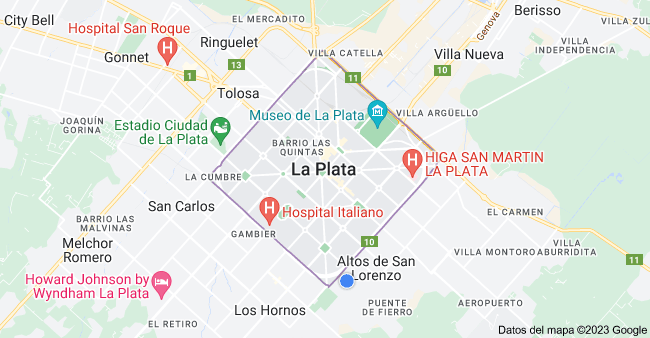 City Bell
EL MERCADITO
Berisso
Hospital San Roque
Genova
VILLA INDEPENDENCIA
Ringuelet
Gonnet
VILLA CATELLA
Villa Nueva
13
11
10
1
Tolosa
Museo de La Plata
VILLA ARGÜELLO
JOAQUÍN
GORINA
Estadio Ciudad
de La Plata
BARRIO LAS
QUINTAS
La Plata
HIGA SAN MARTIN
LA PLATA
LA CUMBRE
San Carlos
Hospital Italiano
EL CARMEN
BARRIO LAS
MALVINAS
GAMBIER
10
Melchor
Romero
VILLA MONTORO
ABURRIDITA
11
Altos de San
Lorenzo
Howard Johnson by
Wyndham La Plata
Los Hornos
PUENTE
DE FIERRO
AEROPUERTO
EL RETIRO
Datos del mapa ©2023 Google